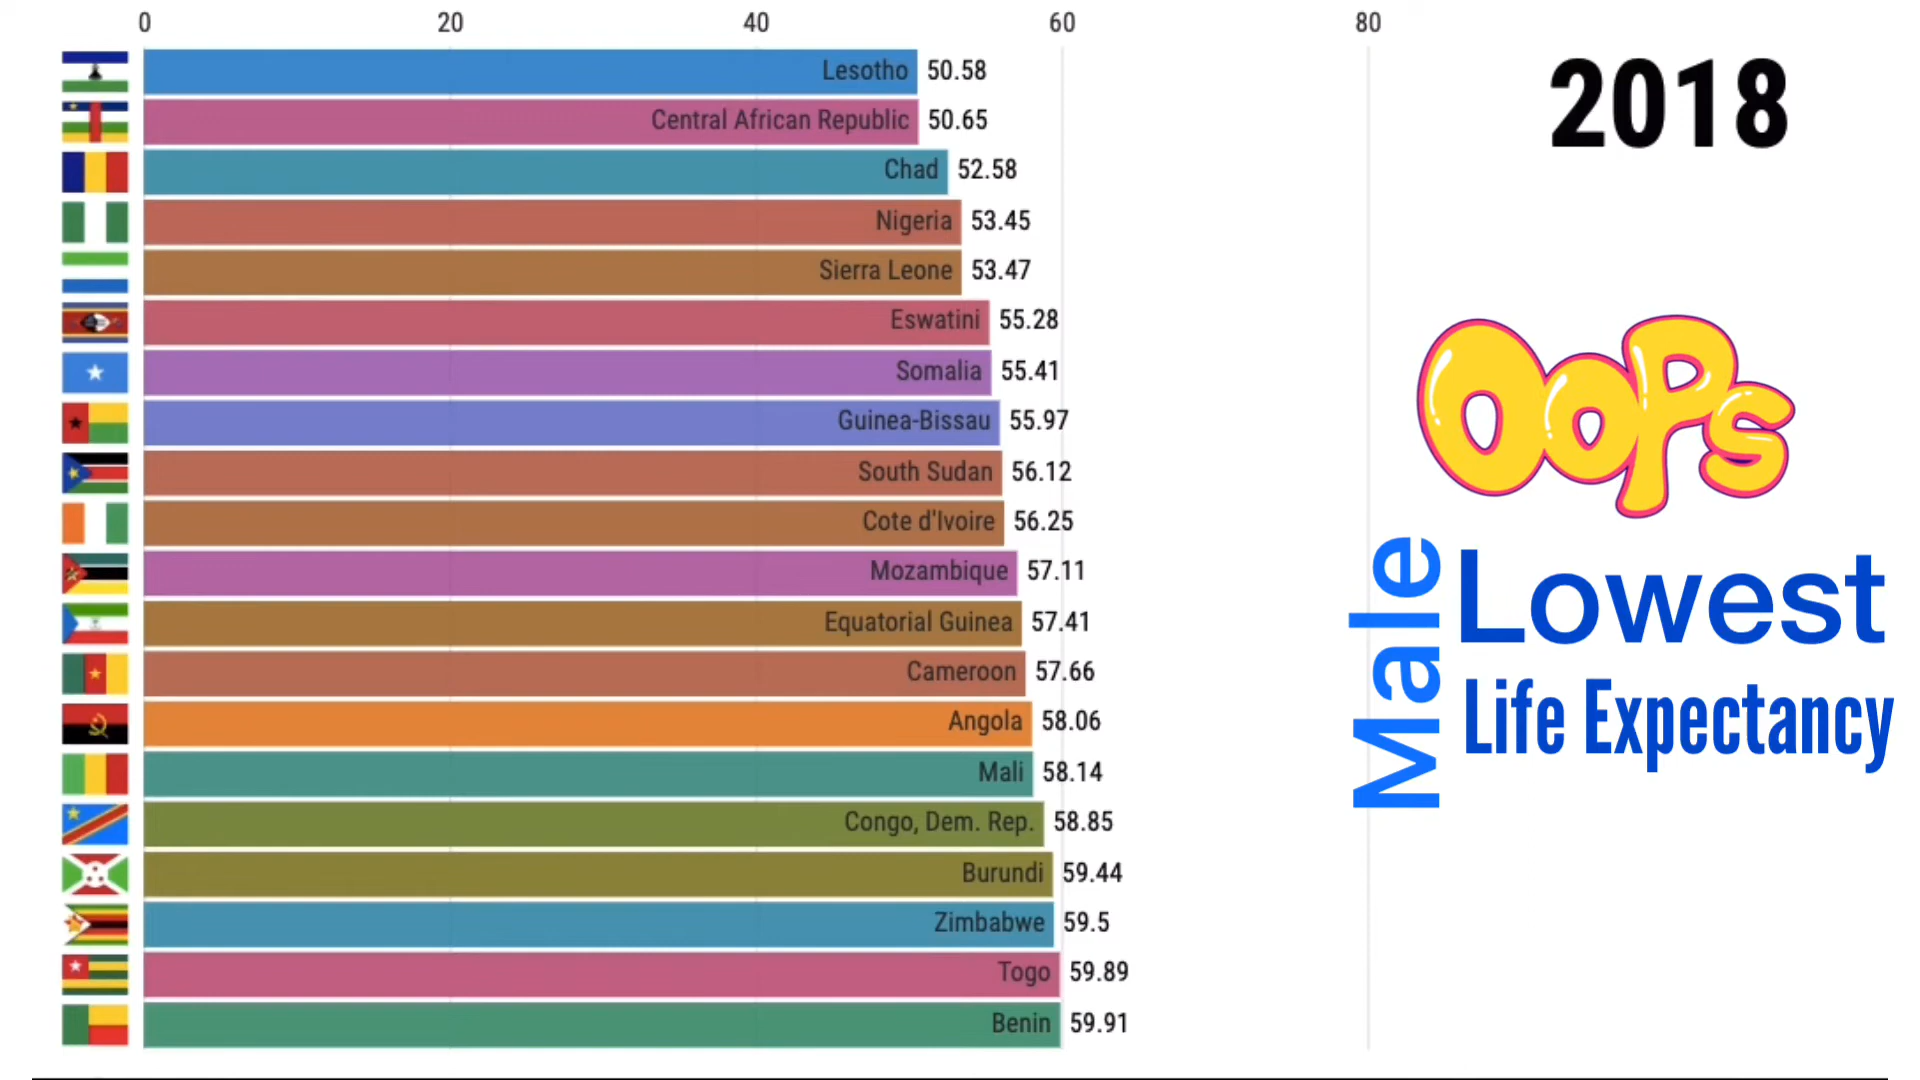 0 20 40 60 80
2018
Lesotho 50.58
Central African Republic 50.65
Chad 52.58
Nigeria 53.45
Sierra Leone 53.47
Eswatini 55.28
Somalia 55.41
Guinea-Bissau 55.97
South Sudan 56.12
Cote d'Ivoire 56.25
Mozambique 57.11
Equatorial Guinea 57.41
Cameroon 57.66
Angola 58.06
Mali 58.14
Congo, Dem. Rep. 58.85
Burundi 59.44
Zimbabwe 59.5
Togo 59.89
Benin 59.91
OOPs
Male
Lowest
Life Expectancy